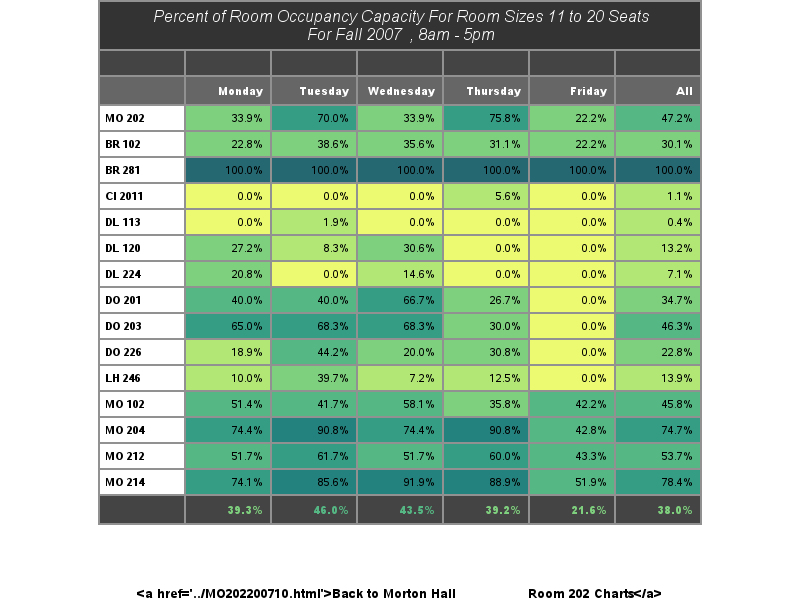 Percent of Room Occupancy Capacity For Room Sizes 11 to 20 Seats
For Fall 2007 , 8am - 5pm
Monday Tuesday Wednesday Thursday Friday All
MO 202 33.9% 70.0% 33.9% 75.8% 22.2% 47.2%
BR 102 22.8% 38.6% 35.6% 31.1% 22.2% 30.1%
BR 281 100.0% 100.0% 100.0% 100.0% 100.0% 100.0%
CI 2011 0.0% 0.0% 0.0% 5.6% 0.0% 1.1%
DL 113 0.0% 1.9% 0.0% 0.0% 0.0% 0.4%
DL 120 27.2% 8.3% 30.6% 0.0% 0.0% 13.2%
DL 224 20.8% 0.0% 14.6% 0.0% 0.0% 7.1%
DO 201 40.0% 40.0% 66.7% 26.7% 0.0% 34.7%
DO 203 65.0% 68.3% 68.3% 30.0% 0.0% 46.3%
DO 226 18.9% 44.2% 20.0% 30.8% 0.0% 22.8%
LH 246 10.0% 39.7% 7.2% 12.5% 0.0% 13.9%
MO 102 51.4% 41.7% 58.1% 35.8% 42.2% 45.8%
MO 204 74.4% 90.8% 74.4% 90.8% 42.8% 74.7%
MO 212 51.7% 61.7% 51.7% 60.0% 43.3% 53.7%
MO 214 74.1% 85.6% 91.9% 88.9% 51.9% 78.4%
39.3% 46.0% 43.5% 39.2% 21.6% 38.0%
<a href='../MO202200710.html'>Back to Morton Hall Room 202 Charts</a>